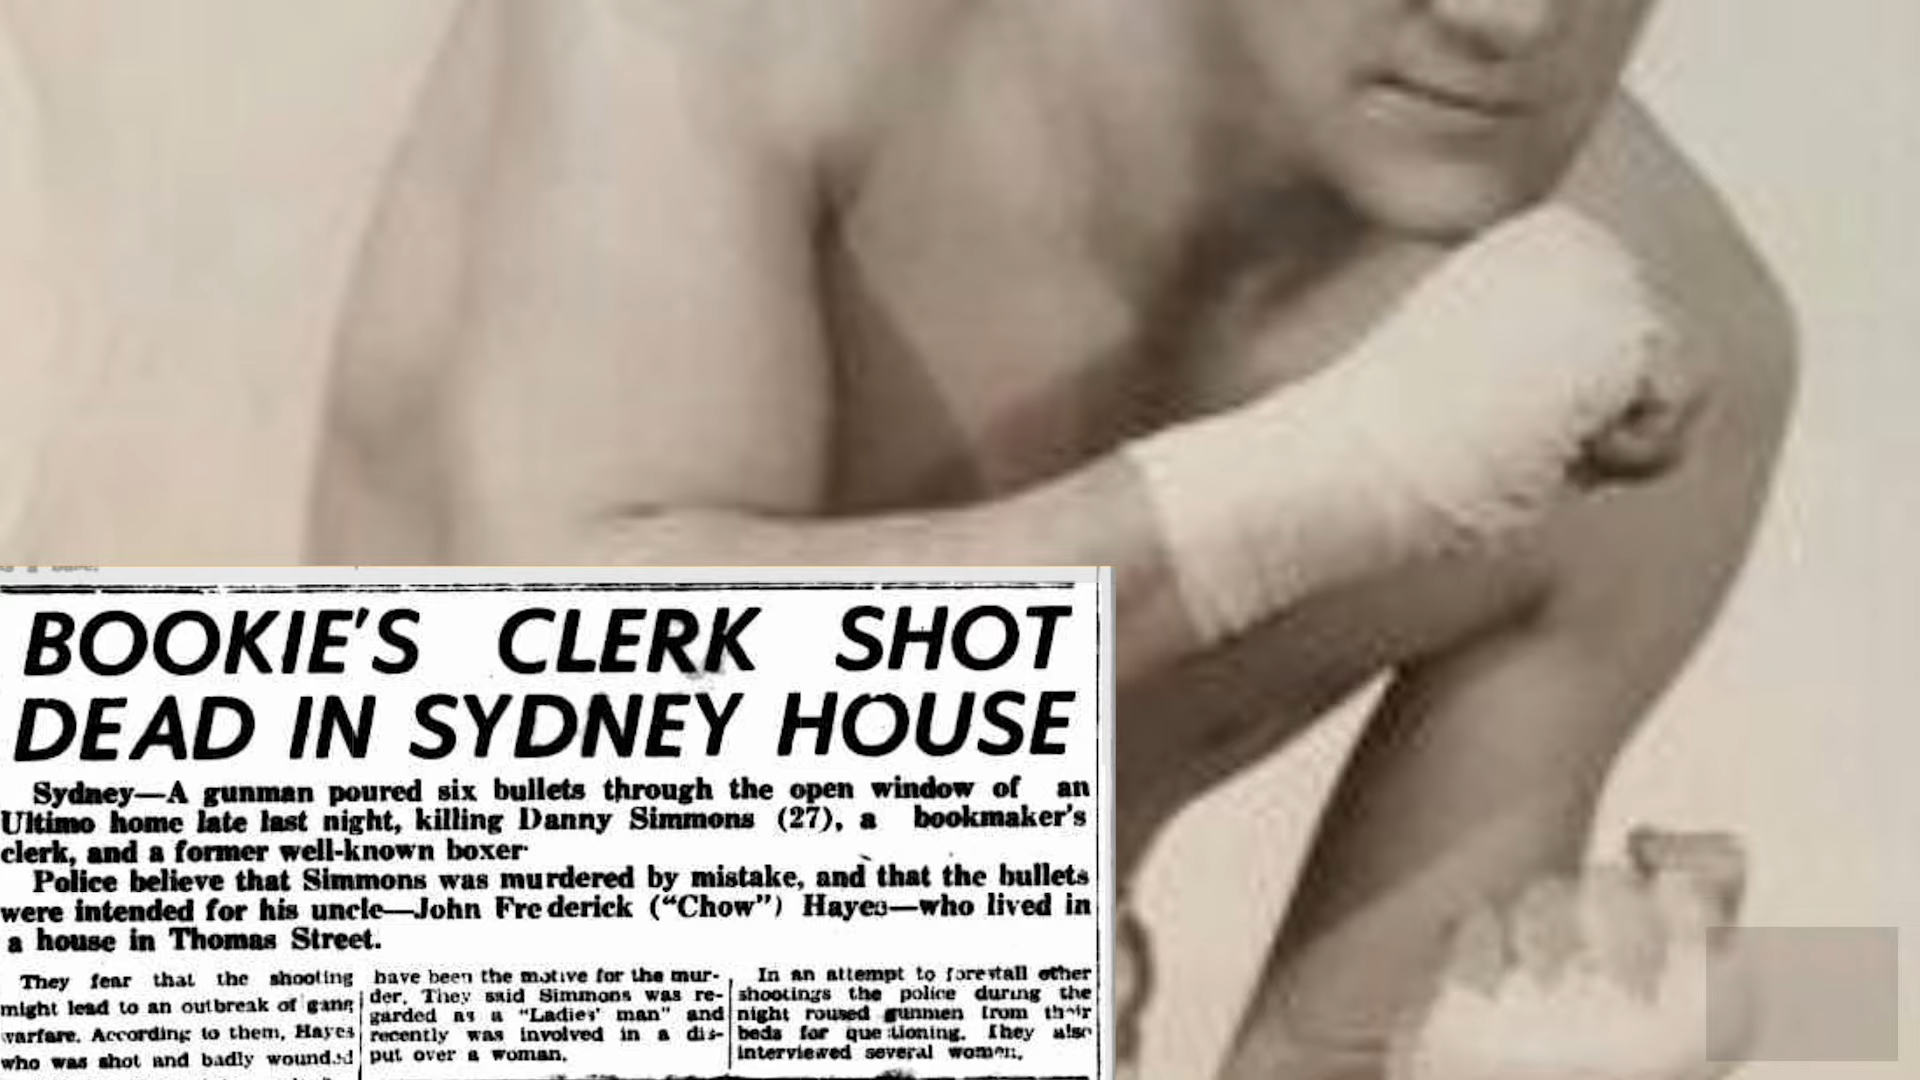 BOOKIE'S CLERK SHOT
DEAD IN SYDNEY HOUSE
Sydney—A gunman poured six bullets through the open window of an
Ultimo home late last night, killing Danny Simmons (27), a bookmaker's
clerk, and a former well-known boxer
Police believe that Simmons was murdered by mistake, and that the bullets
were intended for his uncle—John Frederick ("Chow") Hayes—who lived in
a house in Thomas Street.
They fear that the shooting
might lead to an outbreak of gang
warfare. According to them, Hayes
who was shot and badly wounded
have been the motive for the mur-
der. They said Simmons was re-
garded as a "Ladies' man" and
recently was involved in a dis-
put over a woman.
In an attempt to forestall other
shootings the police during the
night roused gunmen from their
beds for questioning. They also
interviewed several women.